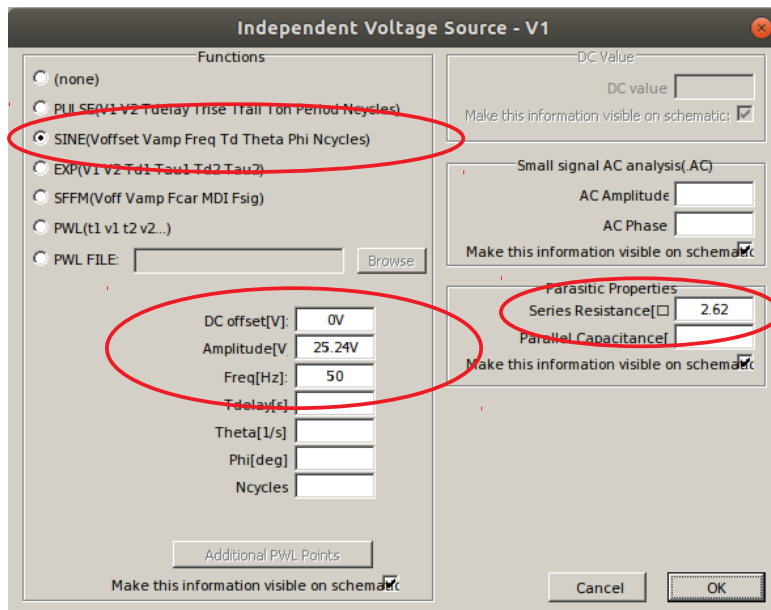 Independent Voltage Source - V1
Functions
(none)
PULSE(V1 V2 Tdelay Trise Tfall Ton Period Ncycles)
SINE(Voffset Vamp Freq Td Theta Phi Ncycles)
EXP(V1 V2 Td1 Tau1 Td2 Tau2)
SFFM(Voff Vamp Fcar MDI Fsig)
PWL(t1 v1 t2 v2...)
PWL FILE: Browse
DC offset[V]: 0V
Amplitude[V 25.24V
Freq[Hz]: 50
Tdelay[s]
Theta[1/s]
Phi[deg]
Ncycles
Additional PWL Points
Make this information visible on schematic
DC Value
DC value
Make this information visible on schematic:
Small signal AC analysis(.AC)
AC Amplitude
AC Phase
Make this information visible on schematic
Parasitic Properties
Series Resistance[□ 2.62
Parallel Capacitance[
Make this information visible on schematic
Cancel OK